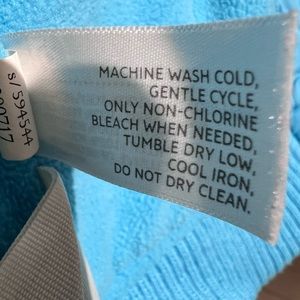 MACHINE WASH COLD,
GENTLE CYCLE,
ONLY NON-CHLORINE
BLEACH WHEN NEEDED,
TUMBLE DRY LOW,
COOL IRON,
DO NOT DRY CLEAN.
s/594544